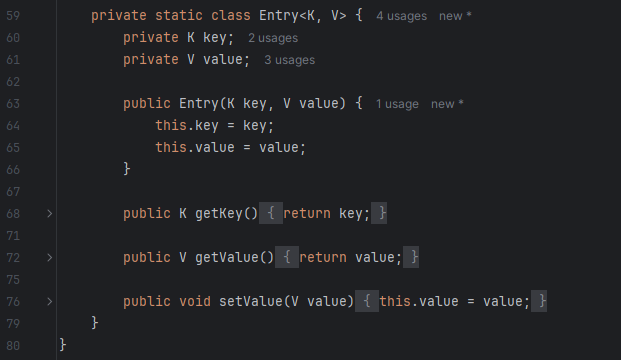 59 private static class Entry<K, V> { 4 usages new *
60 private K key; 2 usages
61 private V value; 3 usages
62
63 public Entry(K key, V value) { 1 usage new *
64 this.key = key;
65 this.value = value;
66 }
67
68 public K getKey() { return key; }
71
72 public V getValue() { return value; }
75
76 public void setValue(V value) { this.value = value; }
79 }
80 }